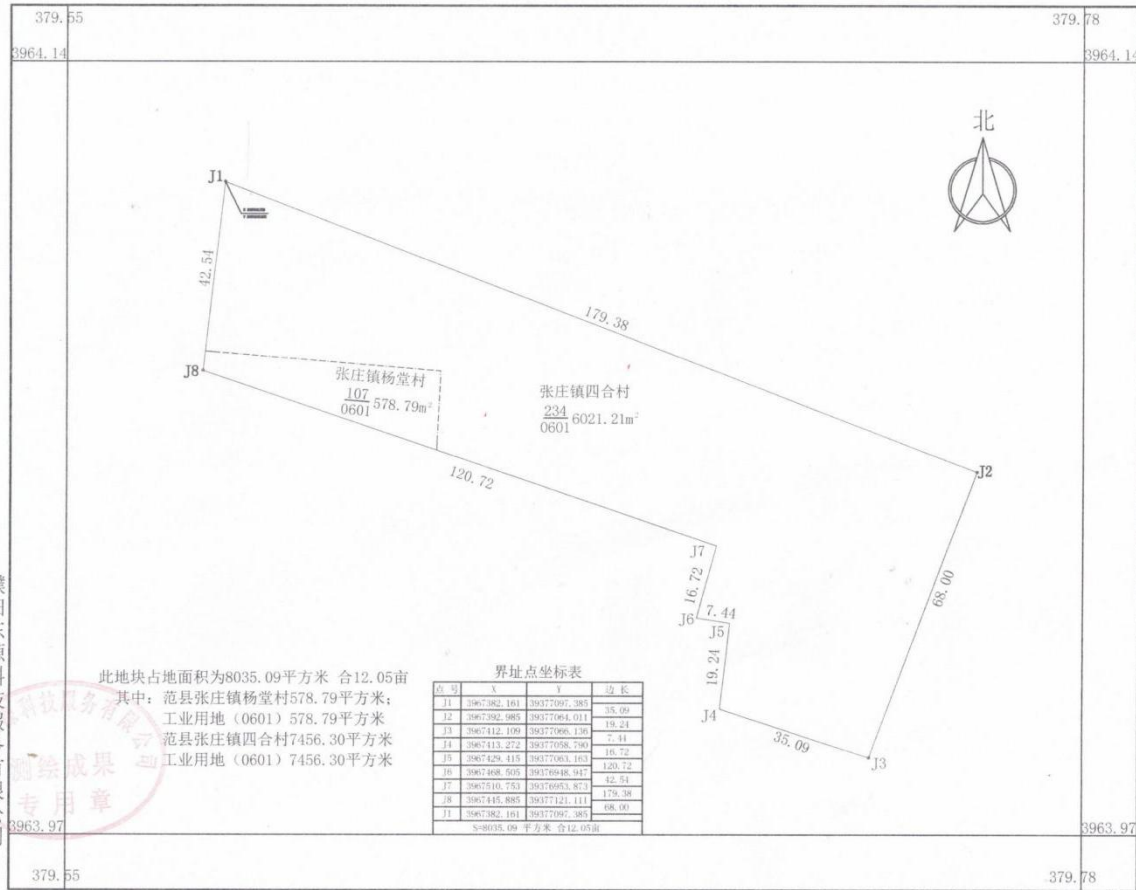 379.55
379.78
3964.14
3964.14
北
J1
42.54
179.38
J8
张庄镇杨堂村
107
0601 578.79m²
张庄镇四合村
234
0601 6021.21m²
J2
120.72
J7
16.72
68.00
J6
7.44
J5
19.24
J4
35.09
J3
此地块占地面积为8035.09平方米 合12.05亩
其中：范县张庄镇杨堂村578.79平方米;
工业用地（0601）578.79平方米
范县张庄镇四合村7456.30平方米
工业用地（0601）7456.30平方米
界址点坐标表
点 号 X Y 边 长
J1 3967382.161 39377097.385
35.09
J2 3967392.985 39377064.011
19.24
J3 3967412.109 39377066.136
7.44
J4 3967413.272 39377058.790
16.72
J5 3967429.415 39377063.163
120.72
J6 3967468.505 39376948.947
42.54
J7 3967510.753 39376953.873
179.38
J8 3967445.885 39377121.111
68.00
J1 3967382.161 39377097.385
S=8035.09 平方米 合12.05亩
科技服务有限公司
测绘成果
专用章
3963.97
3963.97
379.55
379.78